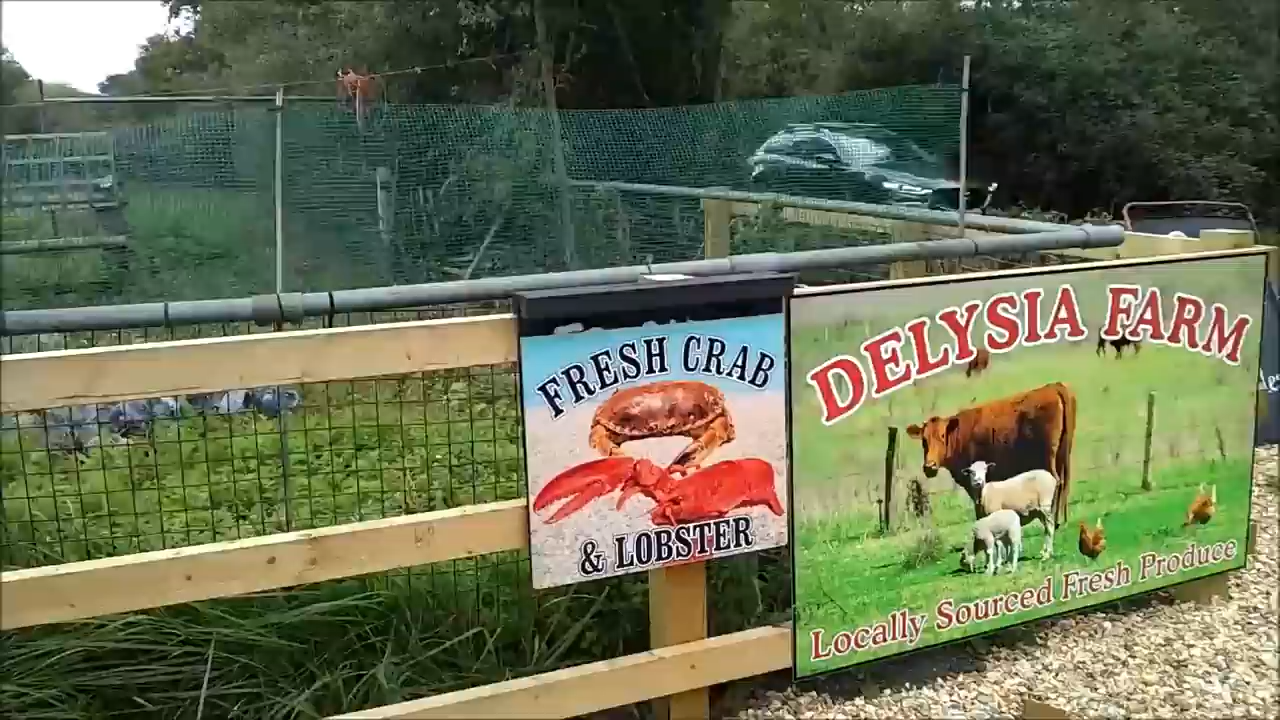 FRESH CRAB
& LOBSTER
DELYSIA FARM
Locally Sourced Fresh Produce